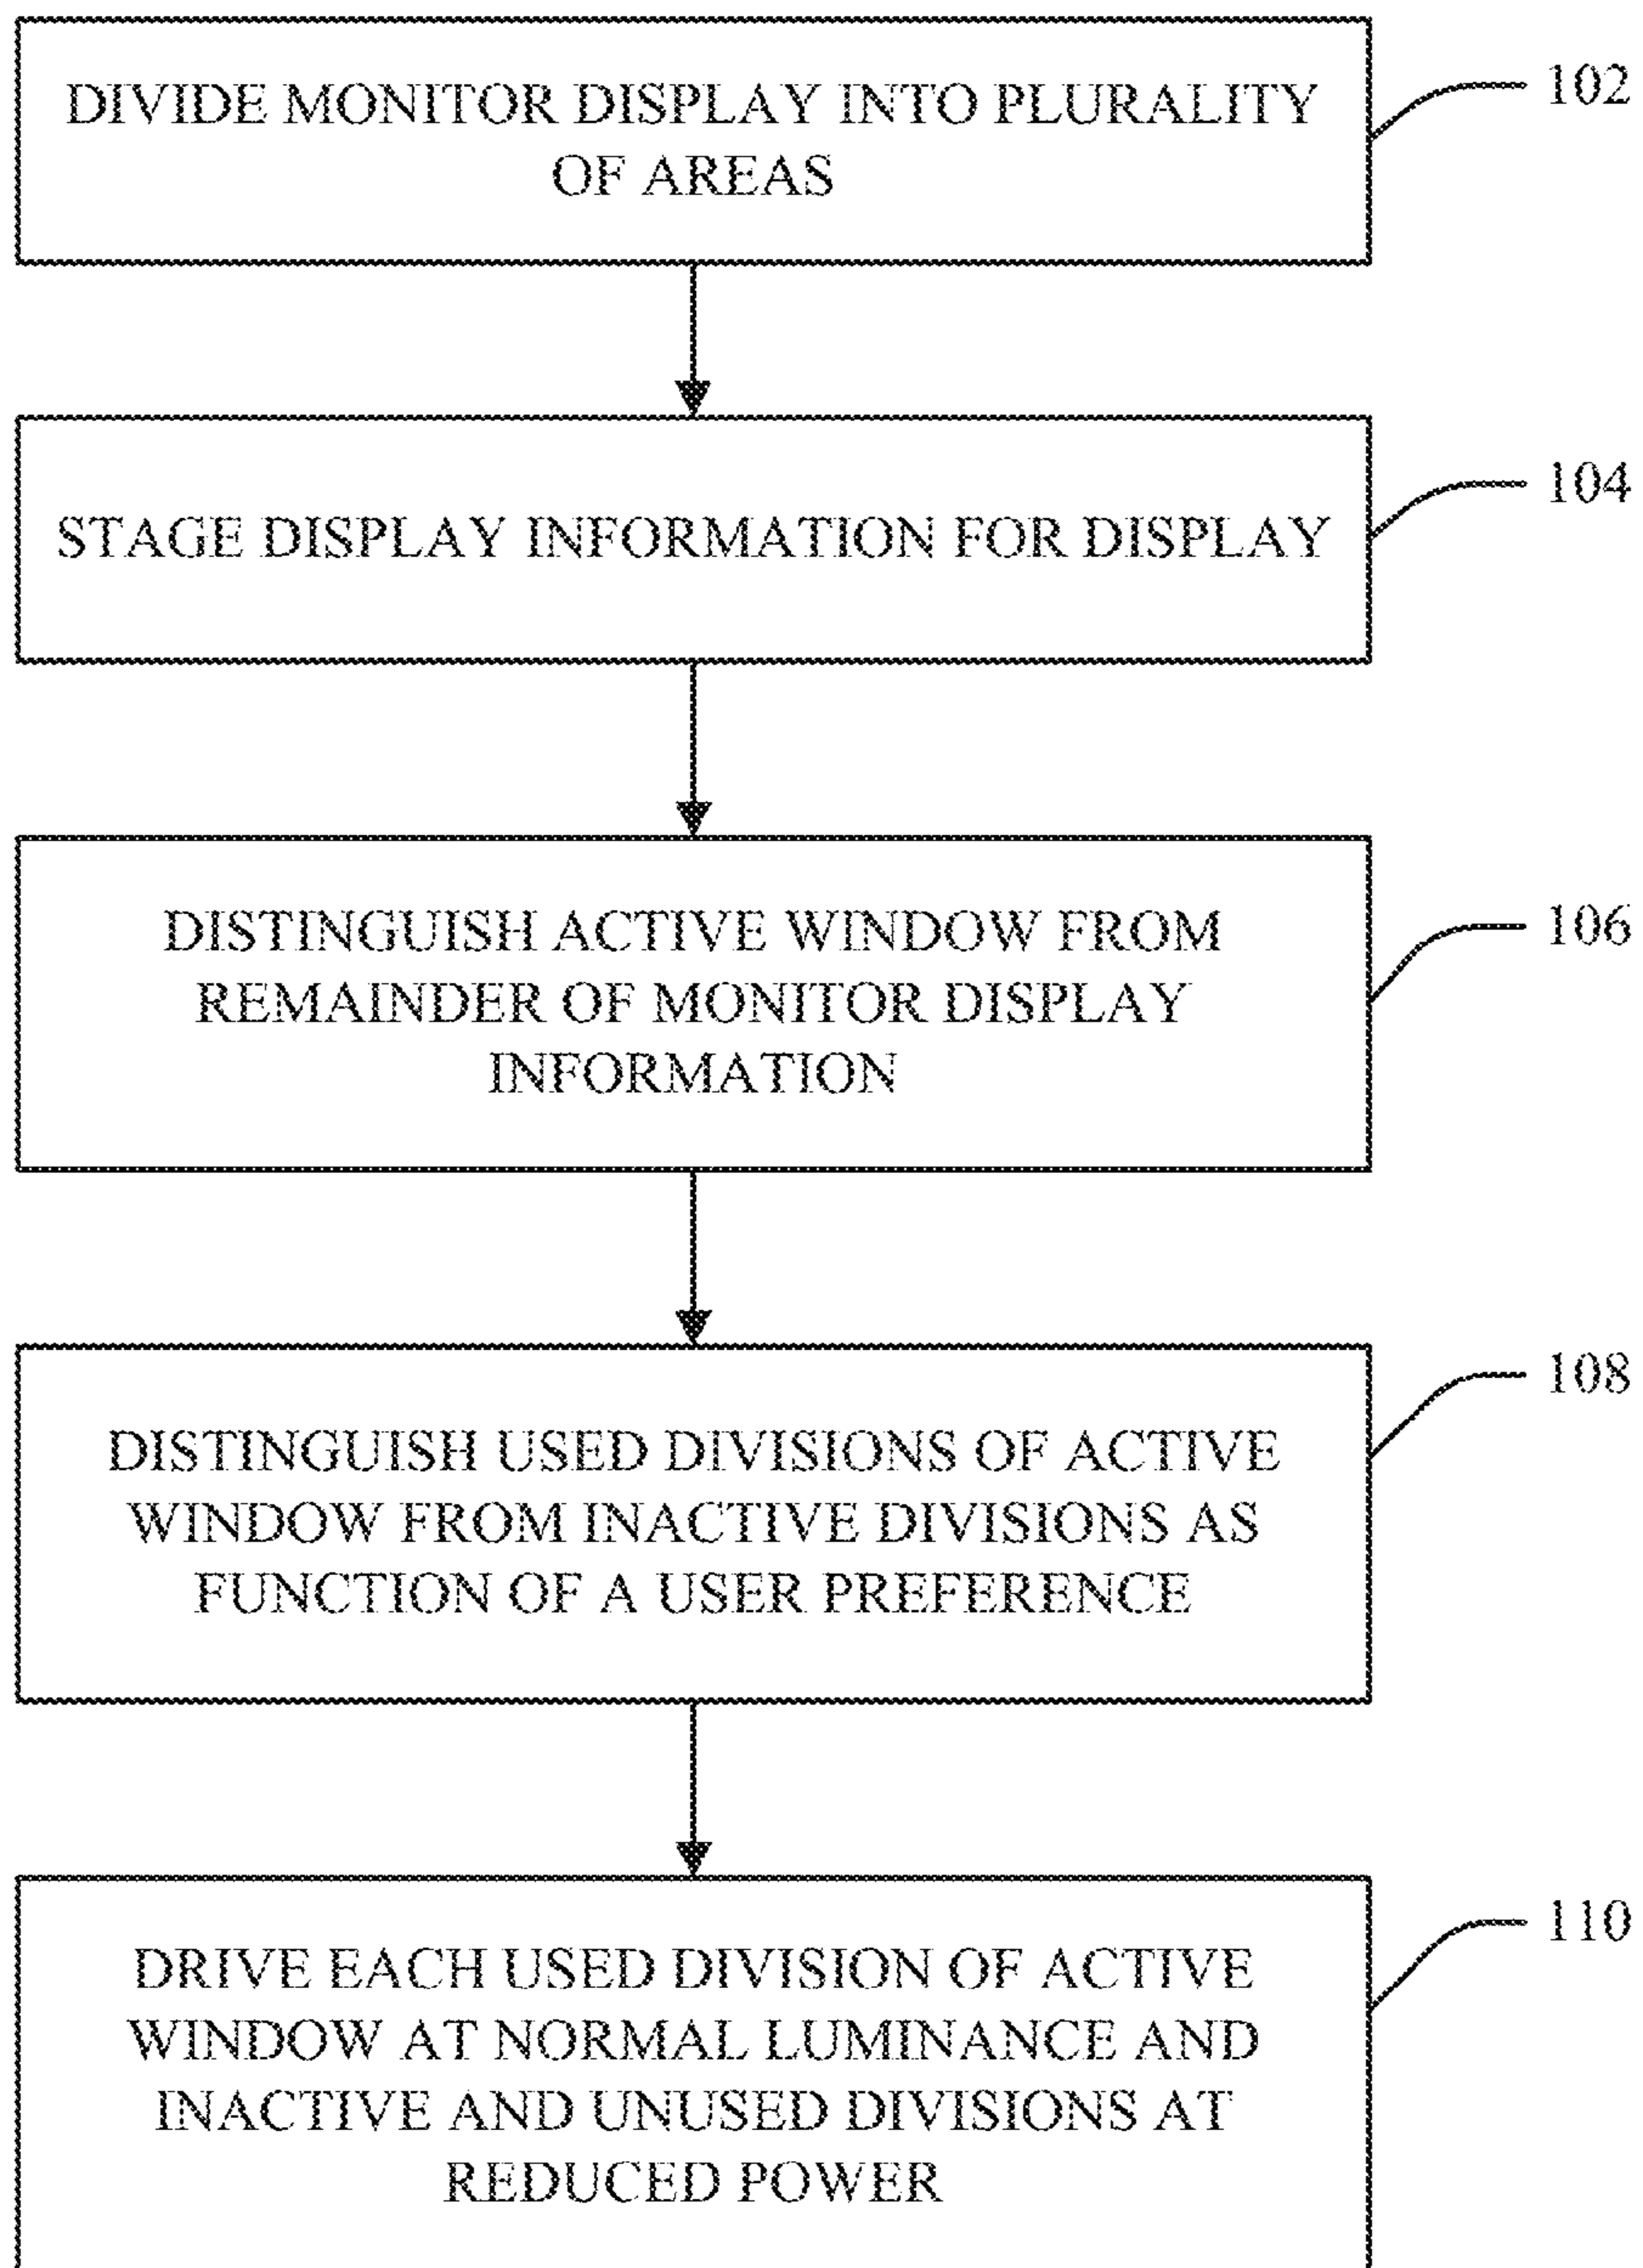 DIVIDE MONITOR DISPLAY INTO PLURALITY
OF AREAS
102
STAGE DISPLAY INFORMATION FOR DISPLAY
104
DISTINGUISH ACTIVE WINDOW FROM
REMAINDER OF MONITOR DISPLAY
INFORMATION
106
DISTINGUISH USED DIVISIONS OF ACTIVE
WINDOW FROM INACTIVE DIVISIONS AS
FUNCTION OF A USER PREFERENCE
108
DRIVE EACH USED DIVISION OF ACTIVE
WINDOW AT NORMAL LUMINANCE AND
INACTIVE AND UNUSED DIVISIONS AT
REDUCED POWER
110